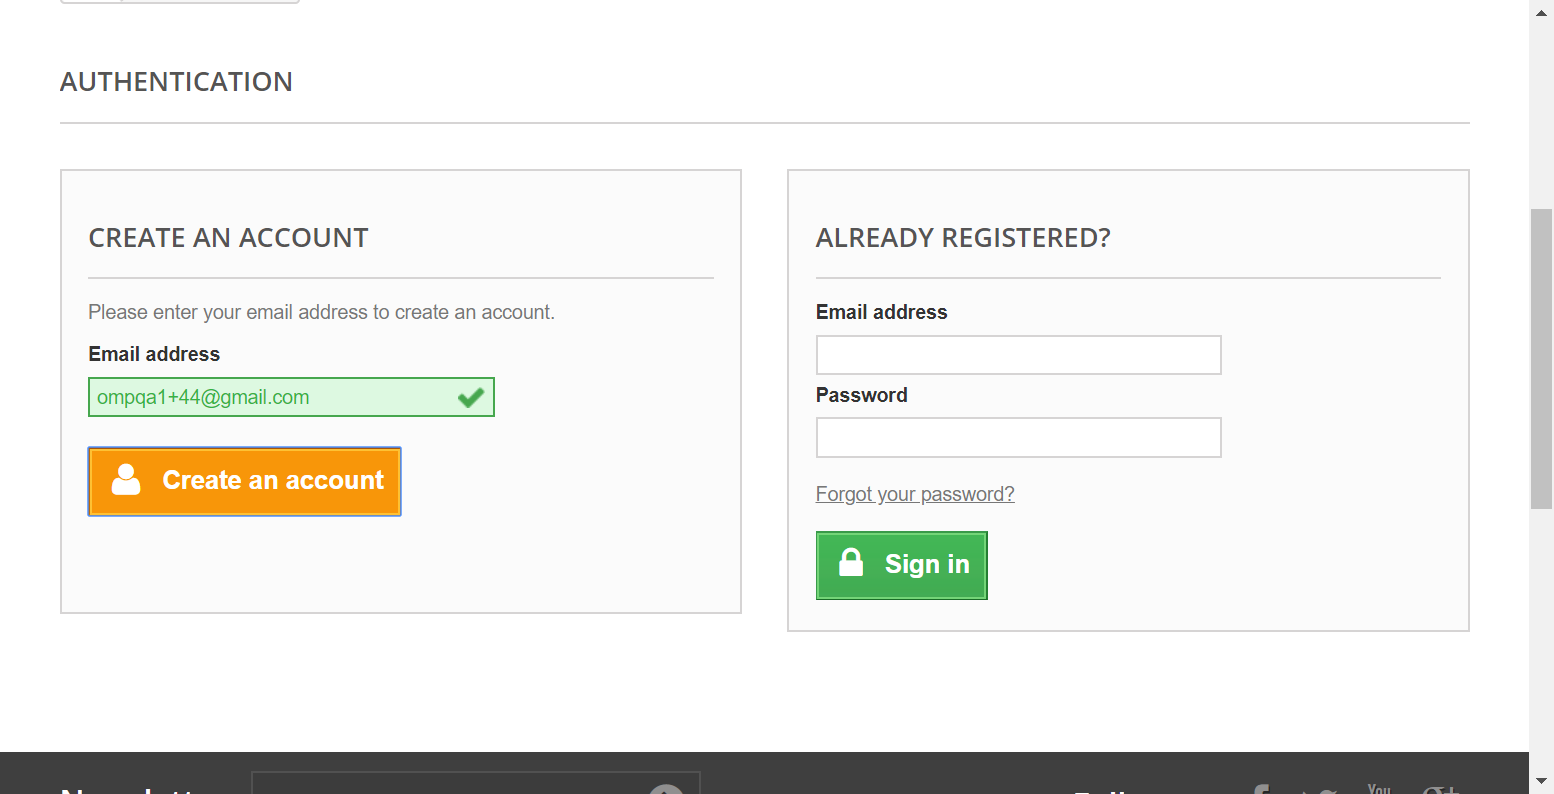 AUTHENTICATION
CREATE AN ACCOUNT
Please enter your email address to create an account.
Email address
ompqa1+44@gmail.com
Create an account
ALREADY REGISTERED?
Email address
Password
Forgot your password?
Sign in
You